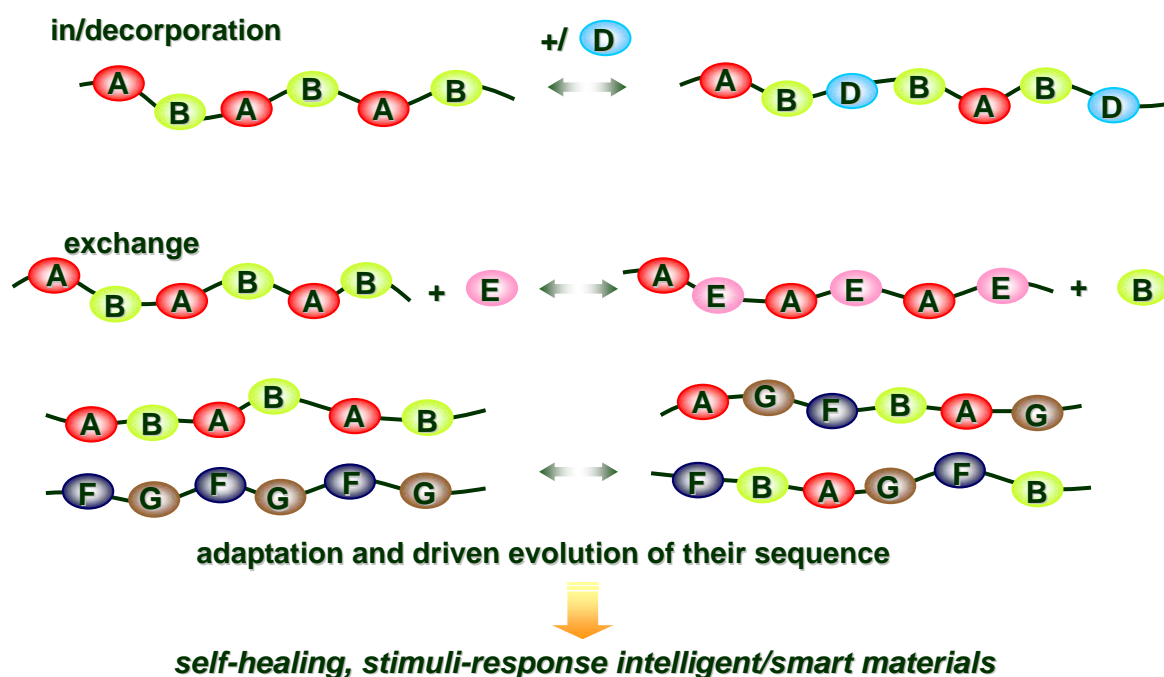 in/decorporation
+/ D
A B A B A B
A B D B A B D
exchange
A B A B A B + E
A E A E A E + B
A B A B A B
A G F B A G
F G F G F G
F B A G F B
adaptation and driven evolution of their sequence
self-healing, stimuli-response intelligent/smart materials